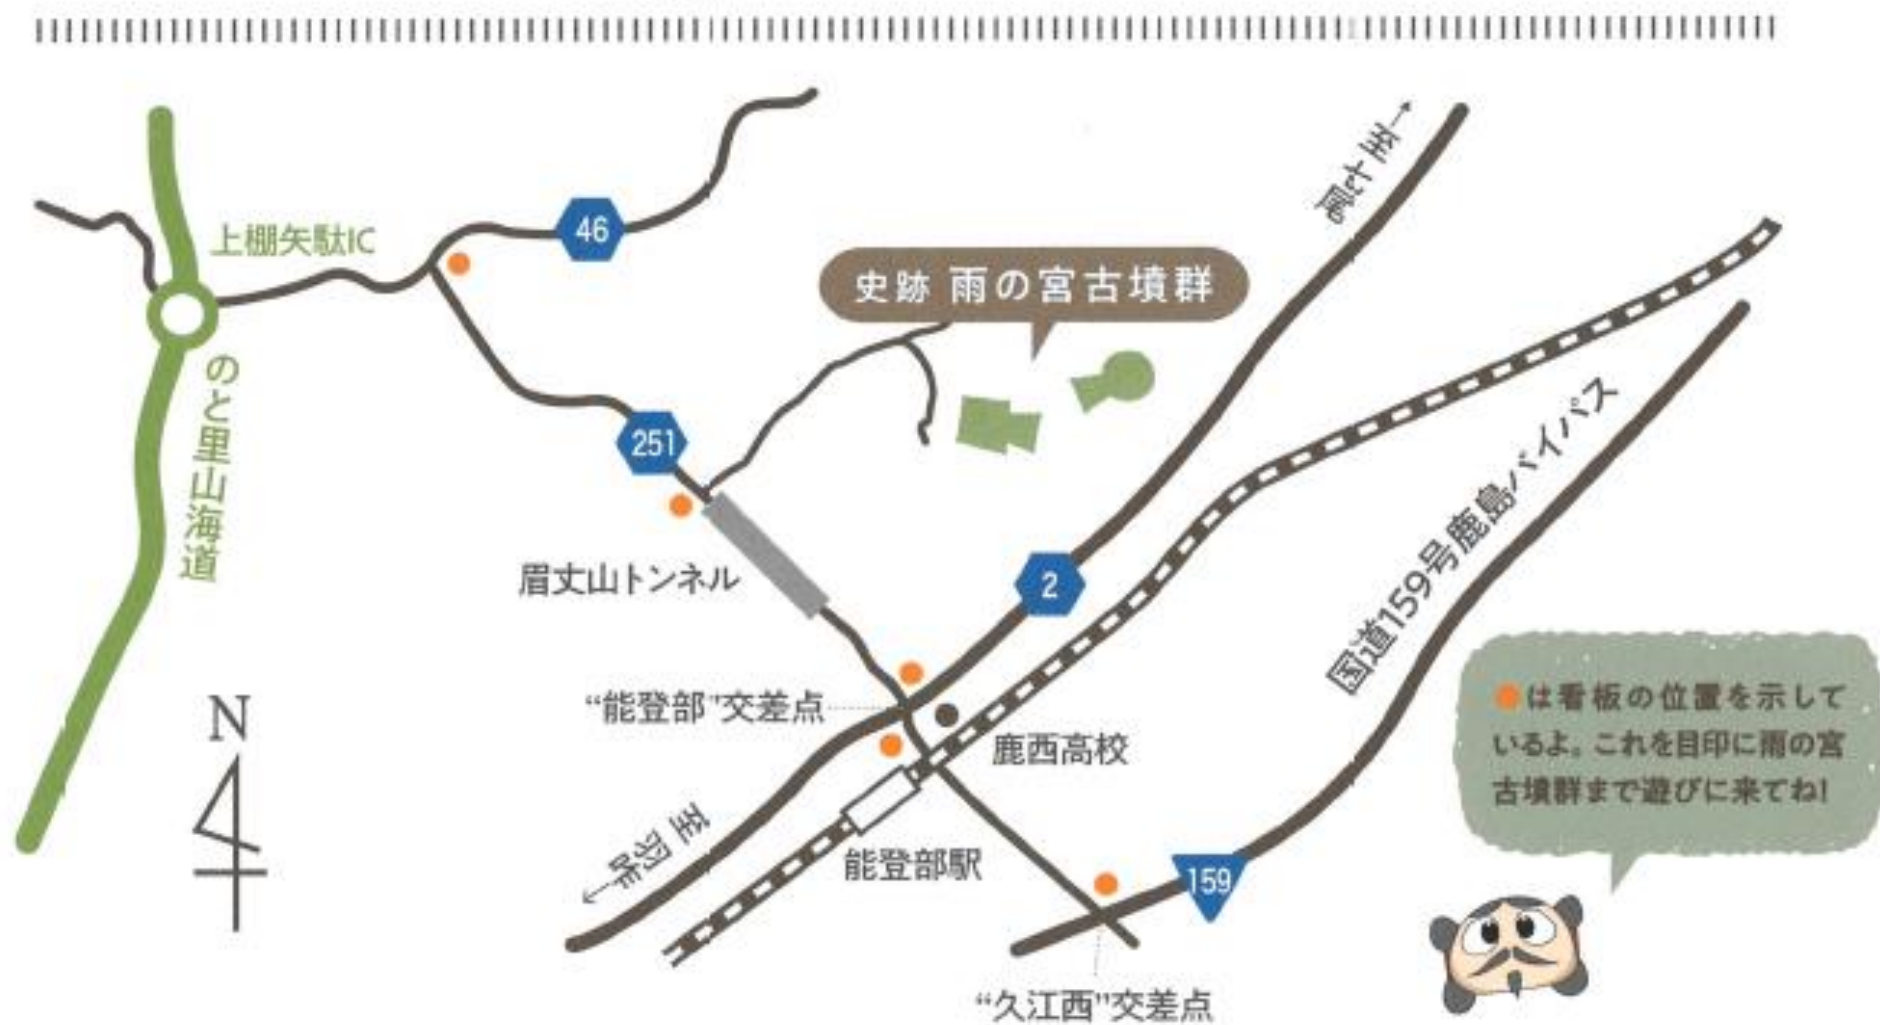 46
上棚矢駄IC
至七尾
史跡 雨の宮古墳群
のと里山海道
251
国道159号鹿島バイパス
眉丈山トンネル
2
“能登部”交差点
N
鹿西高校
●は看板の位置を示して
いるよ。これを目印に雨の宮
古墳群まで遊びに来てね!
至羽咋
能登部駅
159
“久江西”交差点